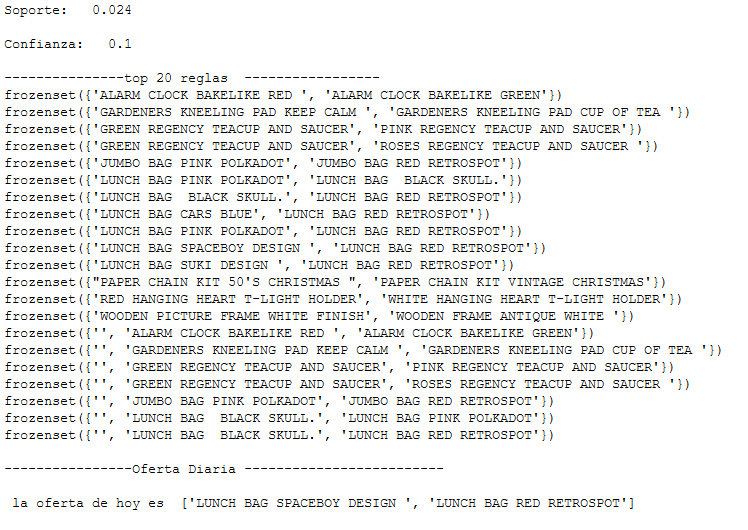 Soporte:   0.024
Confianza:   0.1
---------------top 20 reglas  -----------------
frozenset({'ALARM CLOCK BAKELIKE RED ', 'ALARM CLOCK BAKELIKE GREEN'})
frozenset({'GARDENERS KNEELING PAD KEEP CALM ', 'GARDENERS KNEELING PAD CUP OF TEA '})
frozenset({'GREEN REGENCY TEACUP AND SAUCER', 'PINK REGENCY TEACUP AND SAUCER'})
frozenset({'GREEN REGENCY TEACUP AND SAUCER', 'ROSES REGENCY TEACUP AND SAUCER '})
frozenset({'JUMBO BAG PINK POLKADOT', 'JUMBO BAG RED RETROSPOT'})
frozenset({'LUNCH BAG PINK POLKADOT', 'LUNCH BAG  BLACK SKULL.'})
frozenset({'LUNCH BAG  BLACK SKULL.', 'LUNCH BAG RED RETROSPOT'})
frozenset({'LUNCH BAG CARS BLUE', 'LUNCH BAG RED RETROSPOT'})
frozenset({'LUNCH BAG PINK POLKADOT', 'LUNCH BAG RED RETROSPOT'})
frozenset({'LUNCH BAG SPACEBOY DESIGN ', 'LUNCH BAG RED RETROSPOT'})
frozenset({'LUNCH BAG SUKI DESIGN ', 'LUNCH BAG RED RETROSPOT'})
frozenset({"PAPER CHAIN KIT 50'S CHRISTMAS ", 'PAPER CHAIN KIT VINTAGE CHRISTMAS'})
frozenset({'RED HANGING HEART T-LIGHT HOLDER', 'WHITE HANGING HEART T-LIGHT HOLDER'})
frozenset({'WOODEN PICTURE FRAME WHITE FINISH', 'WOODEN FRAME ANTIQUE WHITE '})
frozenset({'', 'ALARM CLOCK BAKELIKE RED ', 'ALARM CLOCK BAKELIKE GREEN'})
frozenset({'', 'GARDENERS KNEELING PAD KEEP CALM ', 'GARDENERS KNEELING PAD CUP OF TEA '})
frozenset({'', 'GREEN REGENCY TEACUP AND SAUCER', 'PINK REGENCY TEACUP AND SAUCER'})
frozenset({'', 'GREEN REGENCY TEACUP AND SAUCER', 'ROSES REGENCY TEACUP AND SAUCER '})
frozenset({'', 'JUMBO BAG PINK POLKADOT', 'JUMBO BAG RED RETROSPOT'})
frozenset({'', 'LUNCH BAG  BLACK SKULL.', 'LUNCH BAG PINK POLKADOT'})
frozenset({'', 'LUNCH BAG  BLACK SKULL.', 'LUNCH BAG RED RETROSPOT'})
----------------Oferta Diaria -------------------------
la oferta de hoy es  ['LUNCH BAG SPACEBOY DESIGN ', 'LUNCH BAG RED RETROSPOT']